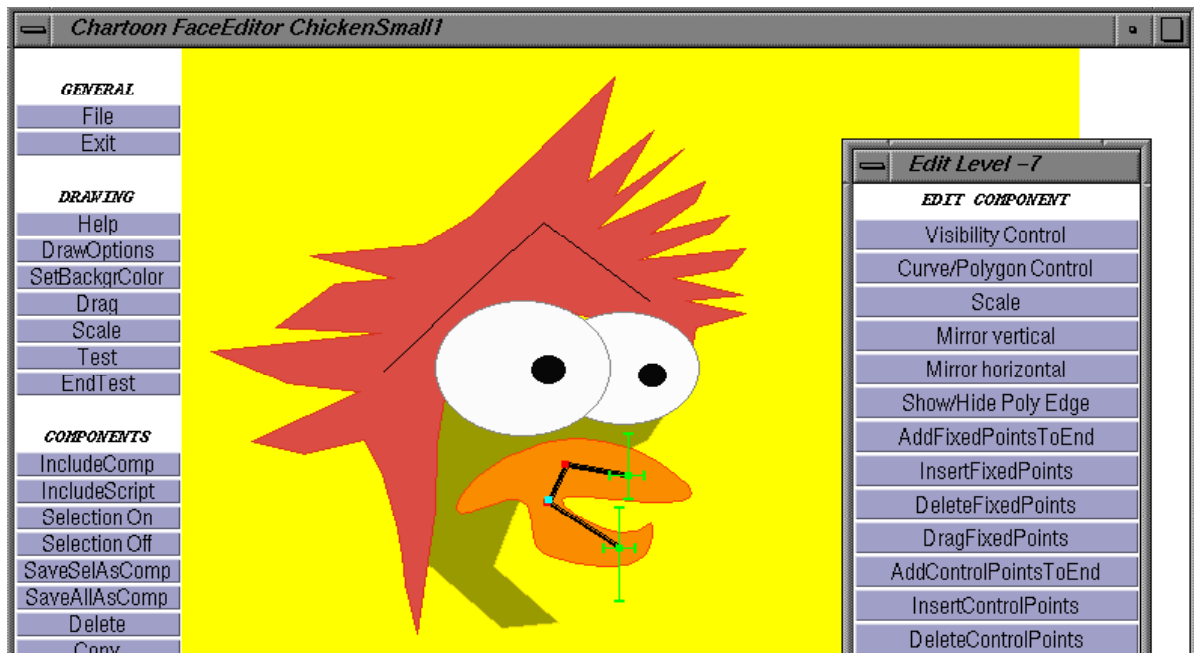 Chartoon FaceEditor ChickenSmall1
GENERAL
File
Exit
DRAWING
Help
DrawOptions
SetBackgrColor
Drag
Scale
Test
EndTest
COMPONENTS
IncludeComp
IncludeScript
Selection On
Selection Off
SaveSelAsComp
SaveAllAsComp
Delete
Copy
Edit Level -7
EDIT COMPONENT
Visibility Control
Curve/Polygon Control
Scale
Mirror vertical
Mirror horizontal
Show/Hide Poly Edge
AddFixedPointsToEnd
InsertFixedPoints
DeleteFixedPoints
DragFixedPoints
AddControlPointsToEnd
InsertControlPoints
DeleteControlPoints